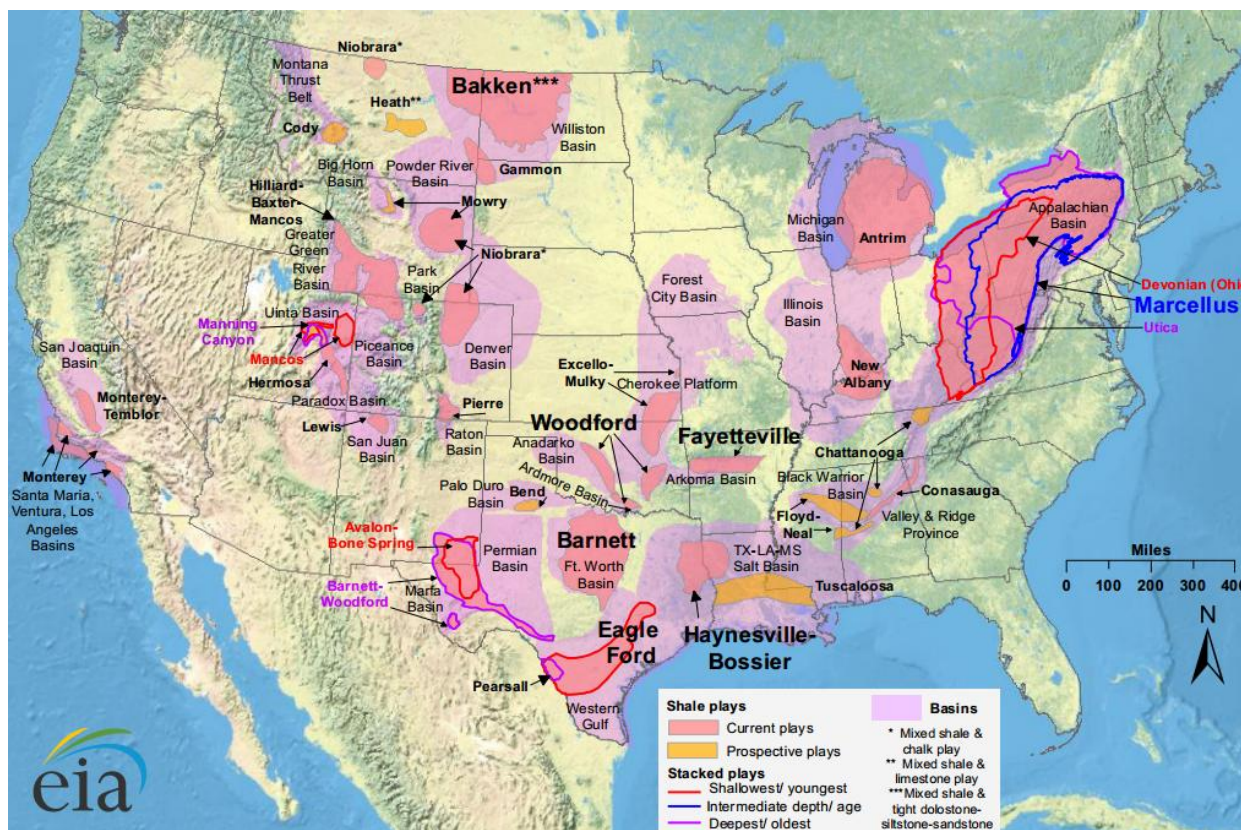 Niobrara*
Montana
Thrust
Belt
Bakken***
Heath**
Cody
Williston
Basin
Big Horn
Basin
Powder River
Basin
Gammon
Hilliard-
Baxter-
Mancos
Mowry
Greater
Green
River
Basin
Niobrara*
Park
Basin
Michigan
Basin
Antrim
Appalachian
Basin
Devonian (Ohi
Marcellus
Utica
Forest
City Basin
Illinois
Basin
Uinta Basin
Manning
Canyon
Mancos
Piceance
Basin
Denver
Basin
San Joaquin
Basin
Hermosa
Excello-
Mulky
Cherokee Platform
New
Albany
Monterey-
Temblor
Paradox Basin
Pierre
Lewis
San Juan
Basin
Raton
Basin
Woodford
Anadarko
Basin
Fayetteville
Chattanooga
Monterey
Santa Maria,
Ventura, Los
Angeles
Basins
Ardmore Basin
Arkoma Basin
Black Warrior
Basin
Conasauga
Palo Duro
Basin
Bend
Floyd-
Neal
Valley & Ridge
Province
Avalon-
Bone Spring
Permian
Basin
Barnett
Ft. Worth
Basin
TX-LA-MS
Salt Basin
Tuscaloosa
Miles
0 100 200 300 400
N
Barnett-
Woodford
Marfa
Basin
Eagle
Ford
Haynesville-
Bossier
Pearsall
Western
Gulf
Shale plays
Current plays
Prospective plays
Stacked plays
Shallowest/ youngest
Intermediate depth/ age
Deepest/ oldest
Basins
* Mixed shale &
chalk play
** Mixed shale &
limestone play
***Mixed shale &
tight dolostone-
siltstone-sandstone
eia